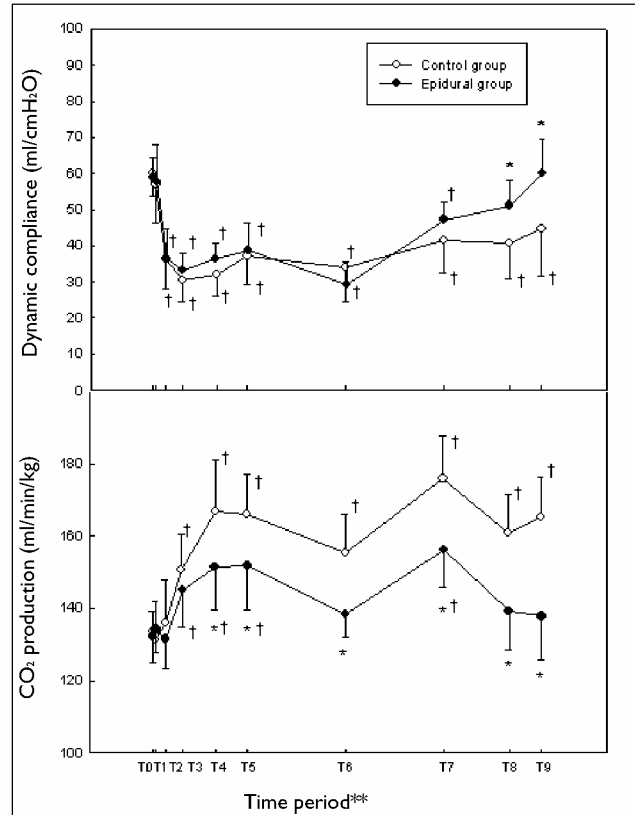 100
90
80
70
60
50
40
30
20
10
0
Dynamic compliance (ml/cmH₂O)
Control group
Epidural group
* *
† † † † † †
† † † † † † † †
180
160
140
120
100
CO₂ production (ml/min/kg)
† † † † † † †
† *† *† * *† * *
T0 T1 T2 T3 T4 T5 T6 T7 T8 T9
Time period**